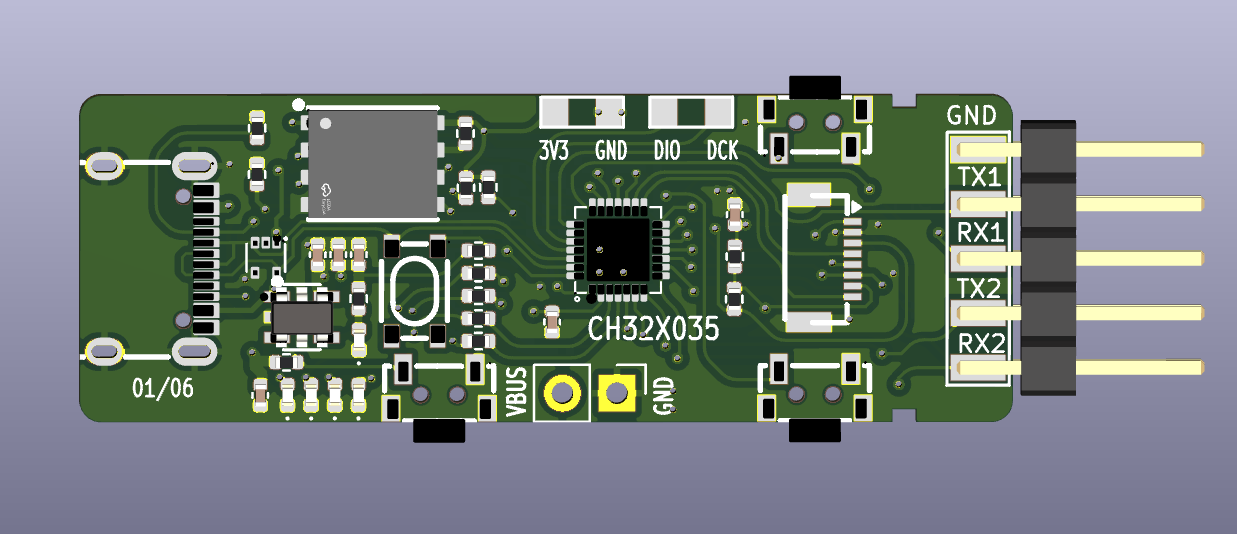 GND
3V3 GND DIO DCK
TX1
RX1
TX2
CH32X035
RX2
01/06
VBUS
GND